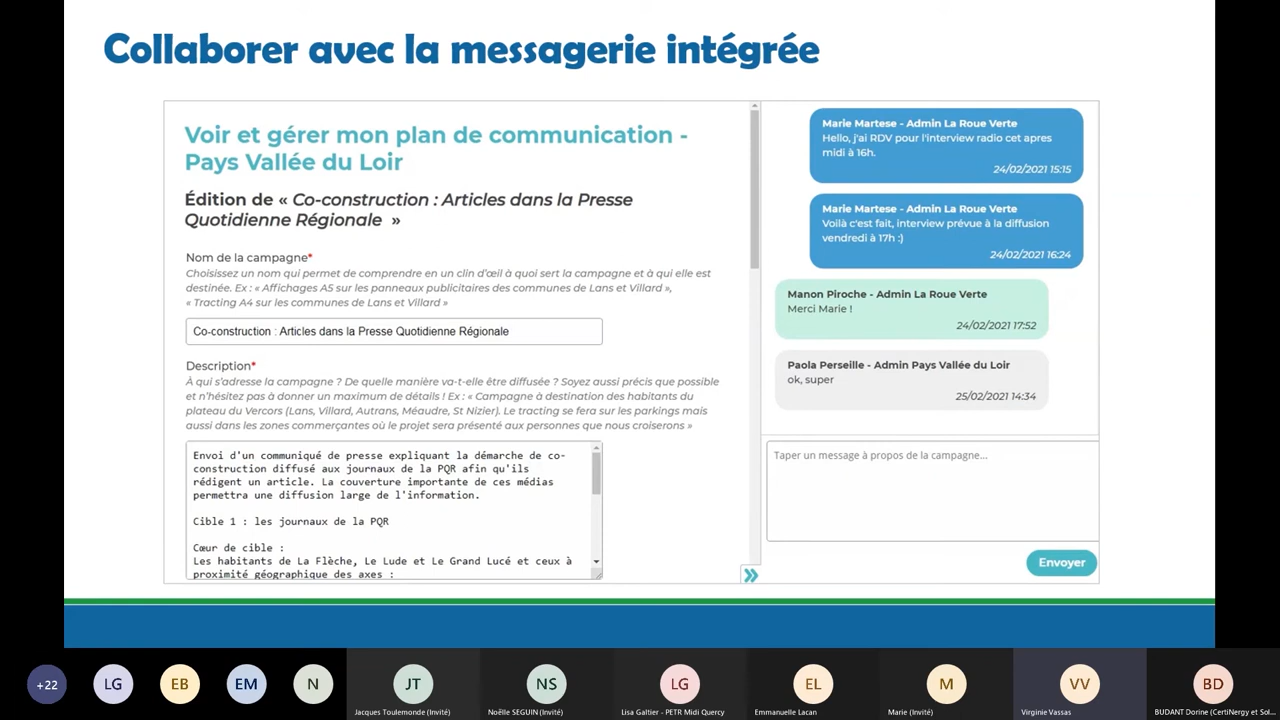 Collaborer avec la messagerie intégrée
Voir et gérer mon plan de communication -
Pays Vallée du Loir
Édition de « Co-construction : Articles dans la Presse
Quotidienne Régionale »
Nom de la campagne*
Choisissez un nom qui permet de comprendre en un clin d'œil à quoi sert la campagne et à qui elle est
destinée. Ex : « Affichages A5 sur les panneaux publicitaires des communes de Lans et Villard »,
« Tracting A4 sur les communes de Lans et Villard »
Co-construction : Articles dans la Presse Quotidienne Régionale
Description*
À qui s'adresse la campagne ? De quelle manière va-t-elle être diffusée ? Soyez aussi précis que possible
et n'hésitez pas à donner un maximum de détails ! Ex : « Campagne à destination des habitants du
plateau du Vercors (Lans, Villard, Autrans, Méaudre, St Nizier). Le tracting se fera sur les parkings mais
aussi dans les zones commerçantes où le projet sera présenté aux personnes que nous croiserons »
Envoi d'un communiqué de presse expliquant la démarche de co-
construction diffusé aux journaux de la PQR afin qu'ils
rédigent un article. La couverture importante de ces médias
permettra une diffusion large de l'information.
Cible 1 : les journaux de la PQR
Cœur de cible :
Les habitants de La Flèche, Le Lude et Le Grand Lucé et ceux à
proximité géographique des axes :
Marie Martese - Admin La Roue Verte
Hello, j'ai RDV pour l'interview radio cet apres
midi à 16h.
24/02/2021 15:15
Marie Martese - Admin La Roue Verte
Voilà c'est fait, interview prévue à la diffusion
vendredi à 17h :)
24/02/2021 16:24
Manon Piroche - Admin La Roue Verte
Merci Marie !
24/02/2021 17:52
Paola Perseille - Admin Pays Vallée du Loir
ok, super
25/02/2021 14:34
Taper un message à propos de la campagne...
Envoyer
+22
LG
EB
EM
N
JT
NS
LG
EL
M
VV
BD
Jacques Toulemonde (Invité)
Noëlle SEGUIN (Invité)
Lisa Galtier - PETR Midi Quercy
Emmanuelle Lacan
Marie (Invité)
Virginie Vassas
BUDANT Dorine (CertiNergy et Sol...